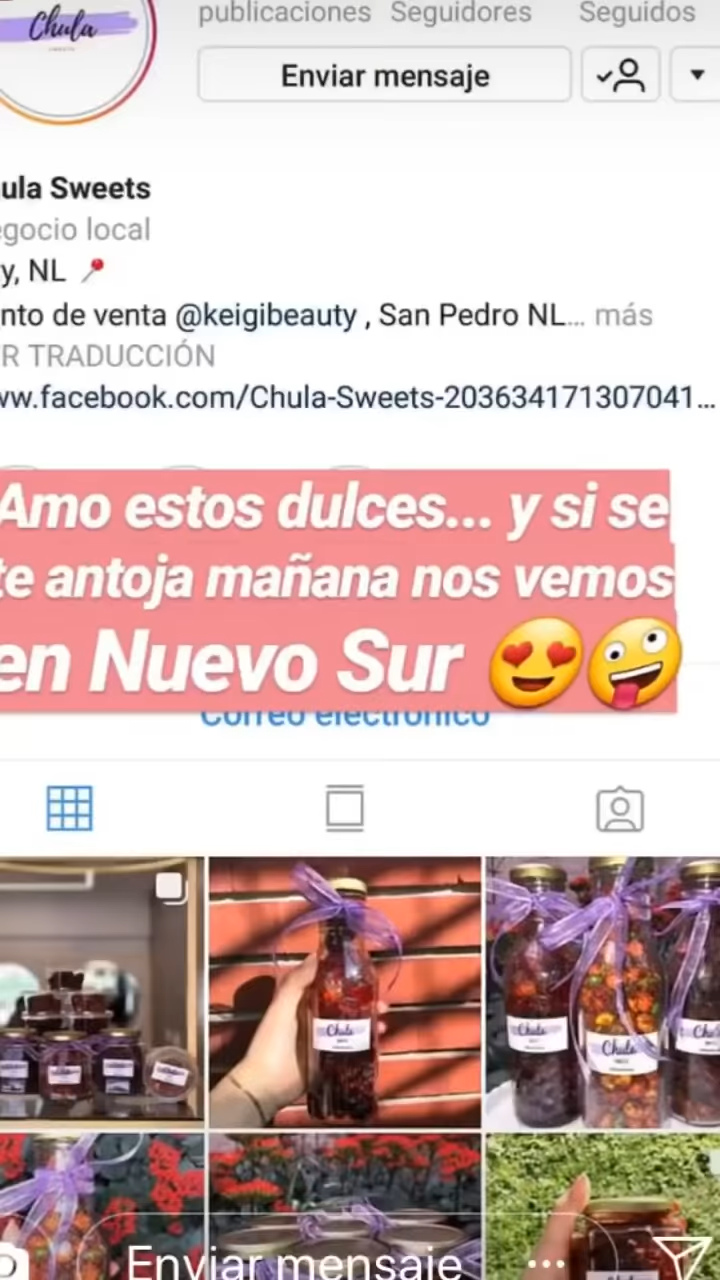 Chula
publicaciones Seguidores Seguidos
Enviar mensaje
ula Sweets
egocio local
y, NL
nto de venta @keigibeauty , San Pedro NL... más
R TRADUCCIÓN
ww.facebook.com/Chula-Sweets-203634171307041...
Amo estos dulces... y si se
te antoja mañana nos vemos
en Nuevo Sur
Correo electrónico
Chula
Chula
Chula
Chula
Enviar mensaje